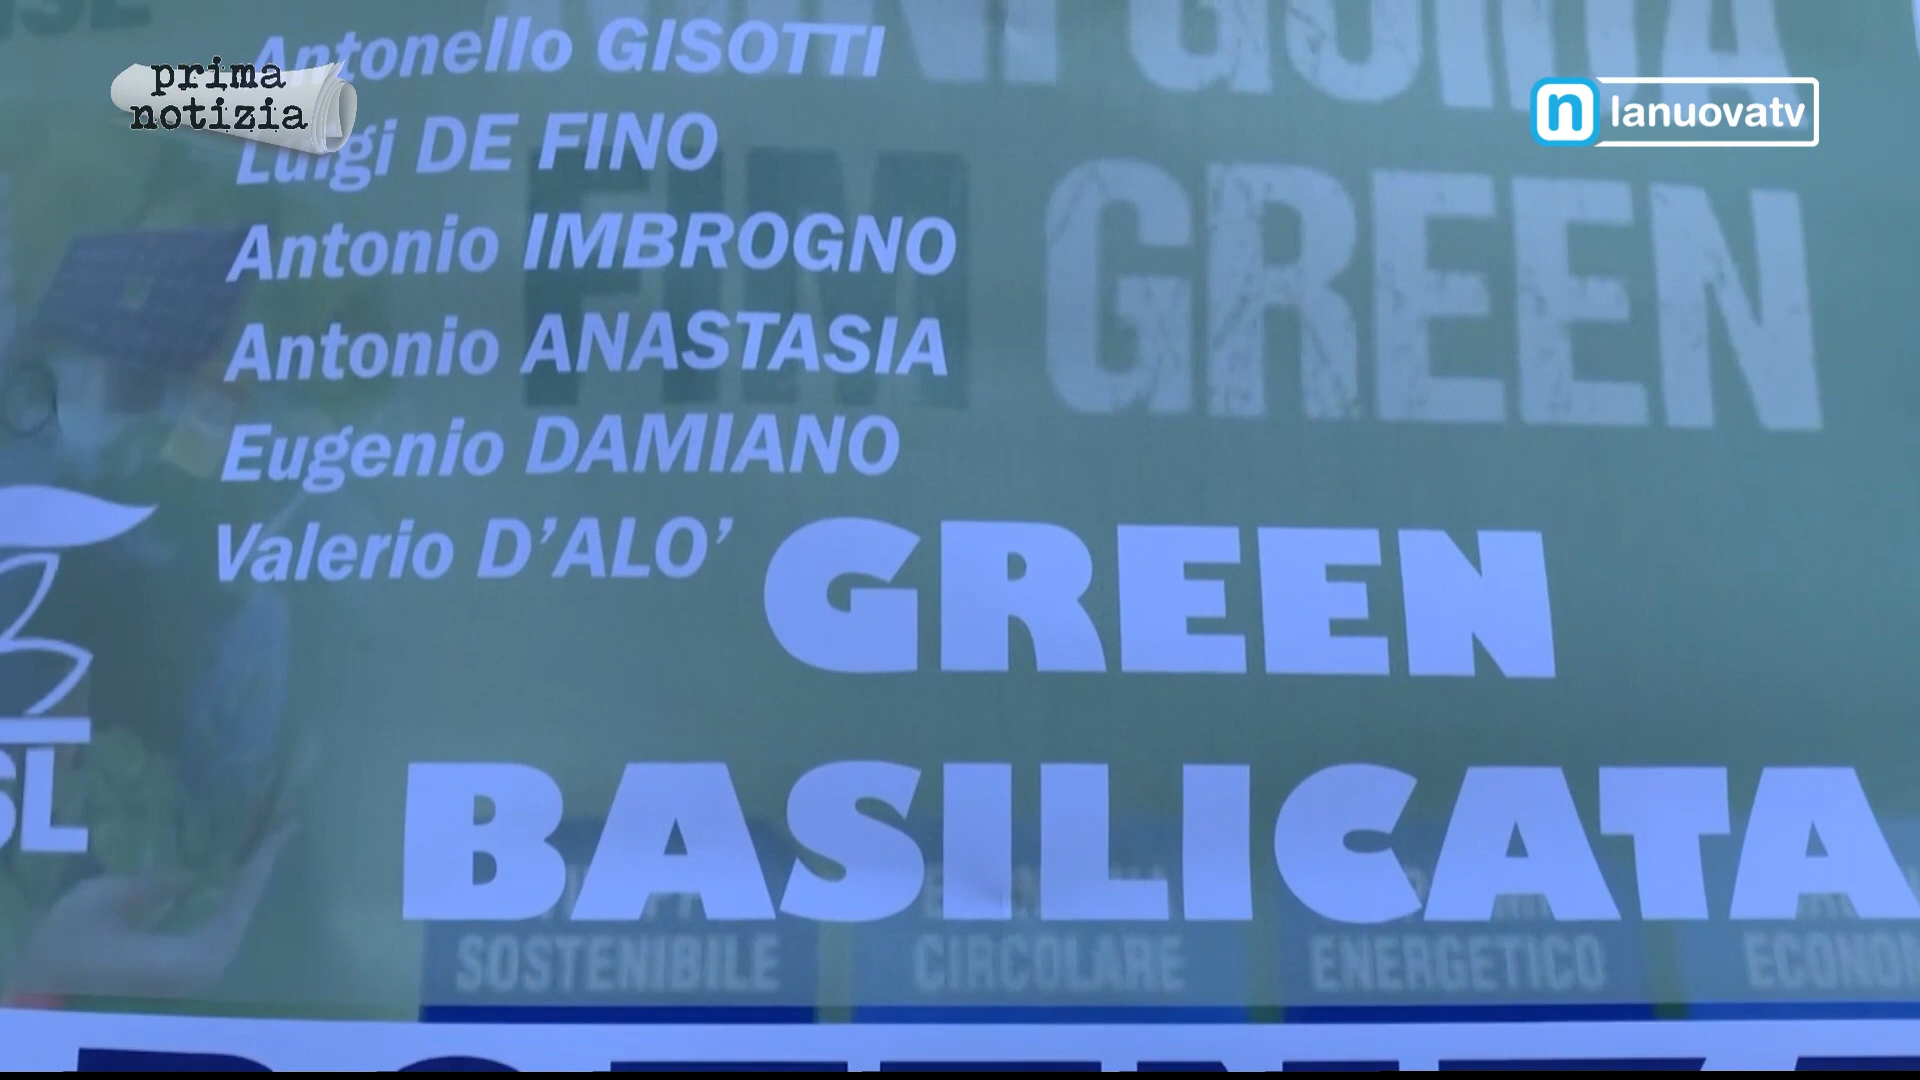 Antonello GISOTTI
prima
notizia
lanuovatv
Luigi DE FINO
FIM GREEN
Antonio IMBROGNO
Antonio ANASTASIA
Eugenio DAMIANO
Valerio D'ALO'
GREEN
BASILICATA
SOSTENIBILE
CIRCOLARE
ENERGETICO